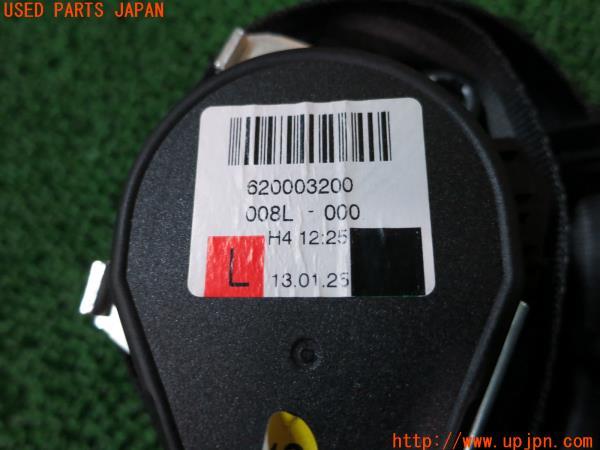 USED PARTS JAPAN
620003200
008L - 000
H4 12:25
L
13.01.25
http://www.upjpn.com/